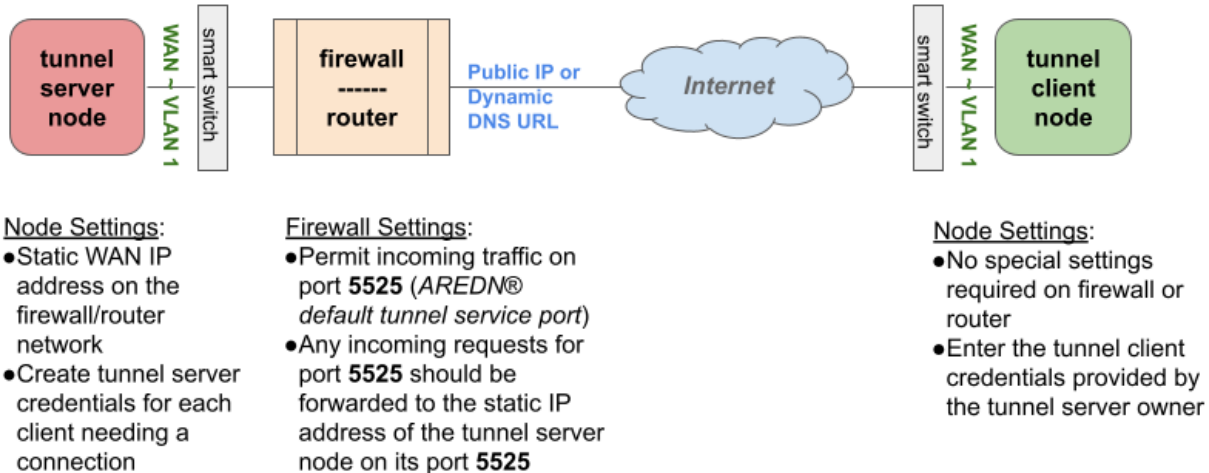 tunnel
server
node
WAN ~ VLAN 1
smart switch
firewall
------
router
Public IP or
Dynamic
DNS URL
Internet
smart switch
WAN ~ VLAN 1
tunnel
client
node
Node Settings:
●Static WAN IP
address on the
firewall/router
network
●Create tunnel server
credentials for each
client needing a
connection
Firewall Settings:
●Permit incoming traffic on
port 5525 (AREDN®
default tunnel service port)
●Any incoming requests for
port 5525 should be
forwarded to the static IP
address of the tunnel server
node on its port 5525
Node Settings:
●No special settings
required on firewall or
router
●Enter the tunnel client
credentials provided by
the tunnel server owner